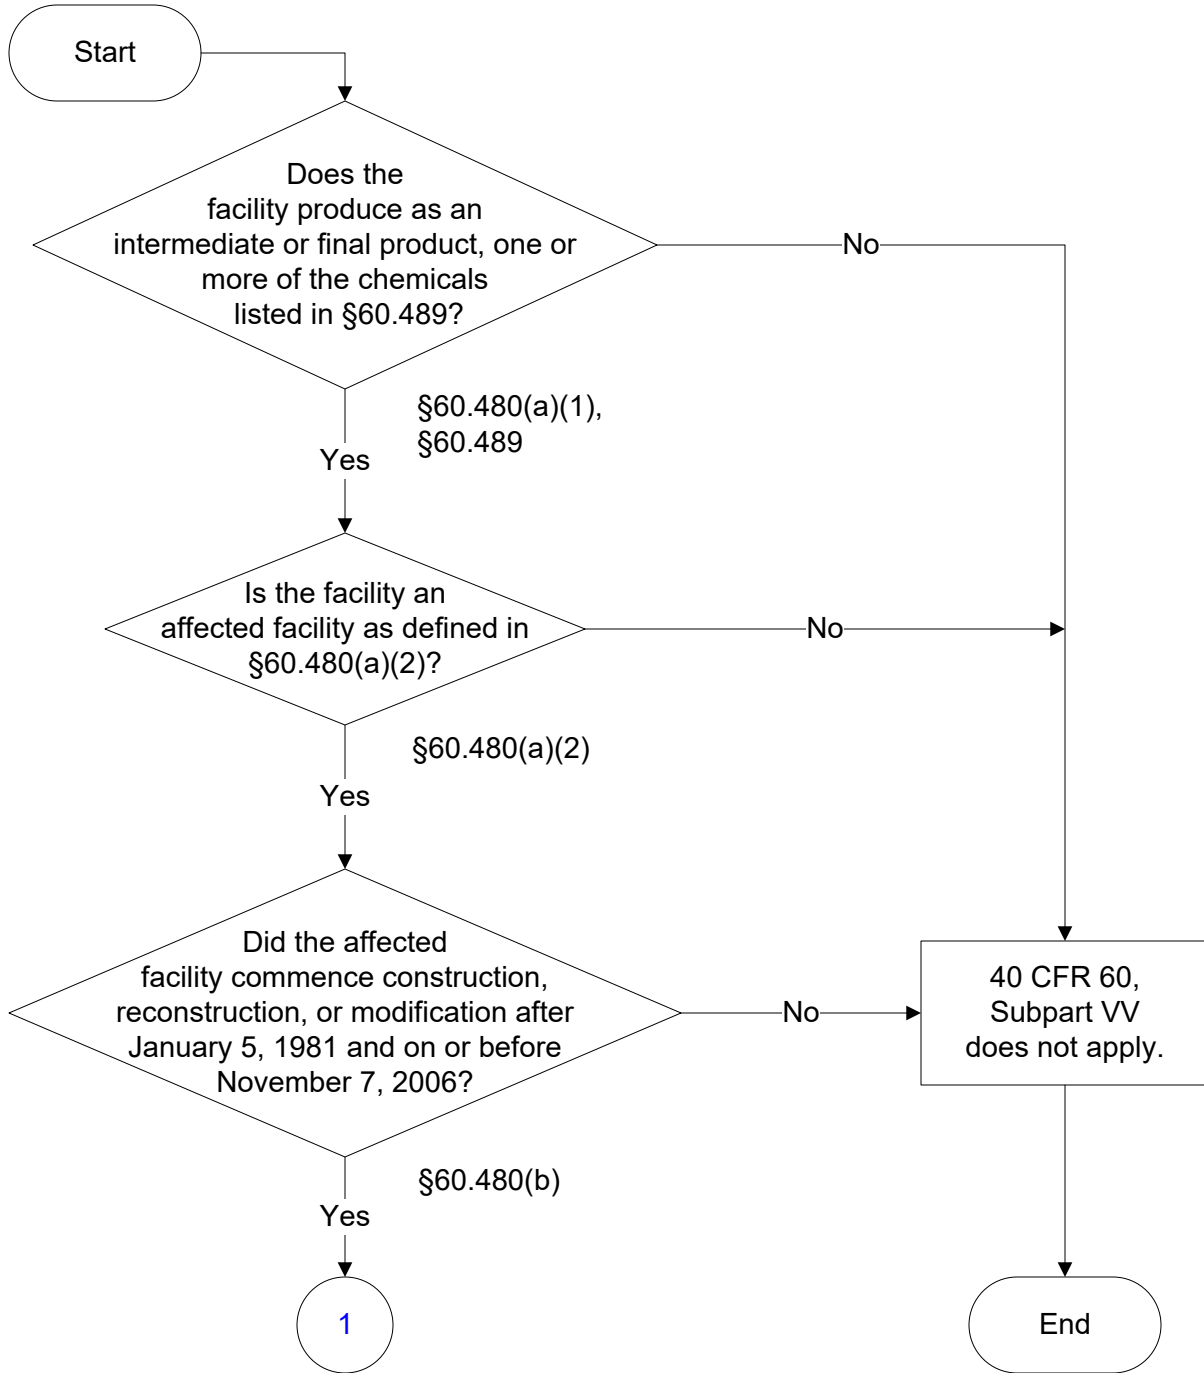 Start
Does the
facility produce as an
intermediate or final product, one or
more of the chemicals
listed in §60.489?
No
§60.480(a)(1),
§60.489
Yes
Is the facility an
affected facility as defined in
§60.480(a)(2)?
No
§60.480(a)(2)
Yes
Did the affected
facility commence construction,
reconstruction, or modification after
January 5, 1981 and on or before
November 7, 2006?
No
40 CFR 60,
Subpart VV
does not apply.
§60.480(b)
Yes
1
End